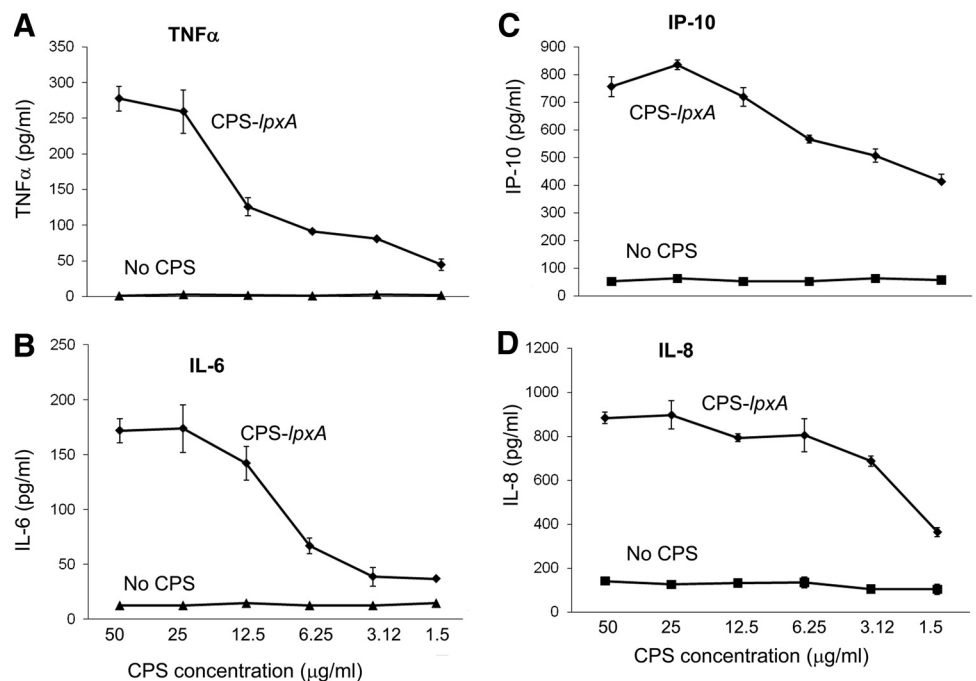 A
TNFα
350
300
250
200
150
100
50
0
TNFα (pg/ml)
CPS-lpxA
No CPS
B
IL-6
250
200
150
100
50
0
IL-6 (pg/ml)
CPS-lpxA
No CPS
50 25 12.5 6.25 3.12 1.5
CPS concentration (μg/ml)
C
IP-10
900
800
700
600
500
400
300
200
100
0
IP-10 (pg/ml)
CPS-lpxA
No CPS
D
IL-8
1200
1000
800
600
400
200
0
IL-8 (pg/ml)
CPS-lpxA
No CPS
50 25 12.5 6.25 3.12 1.5
CPS concentration (μg/ml)